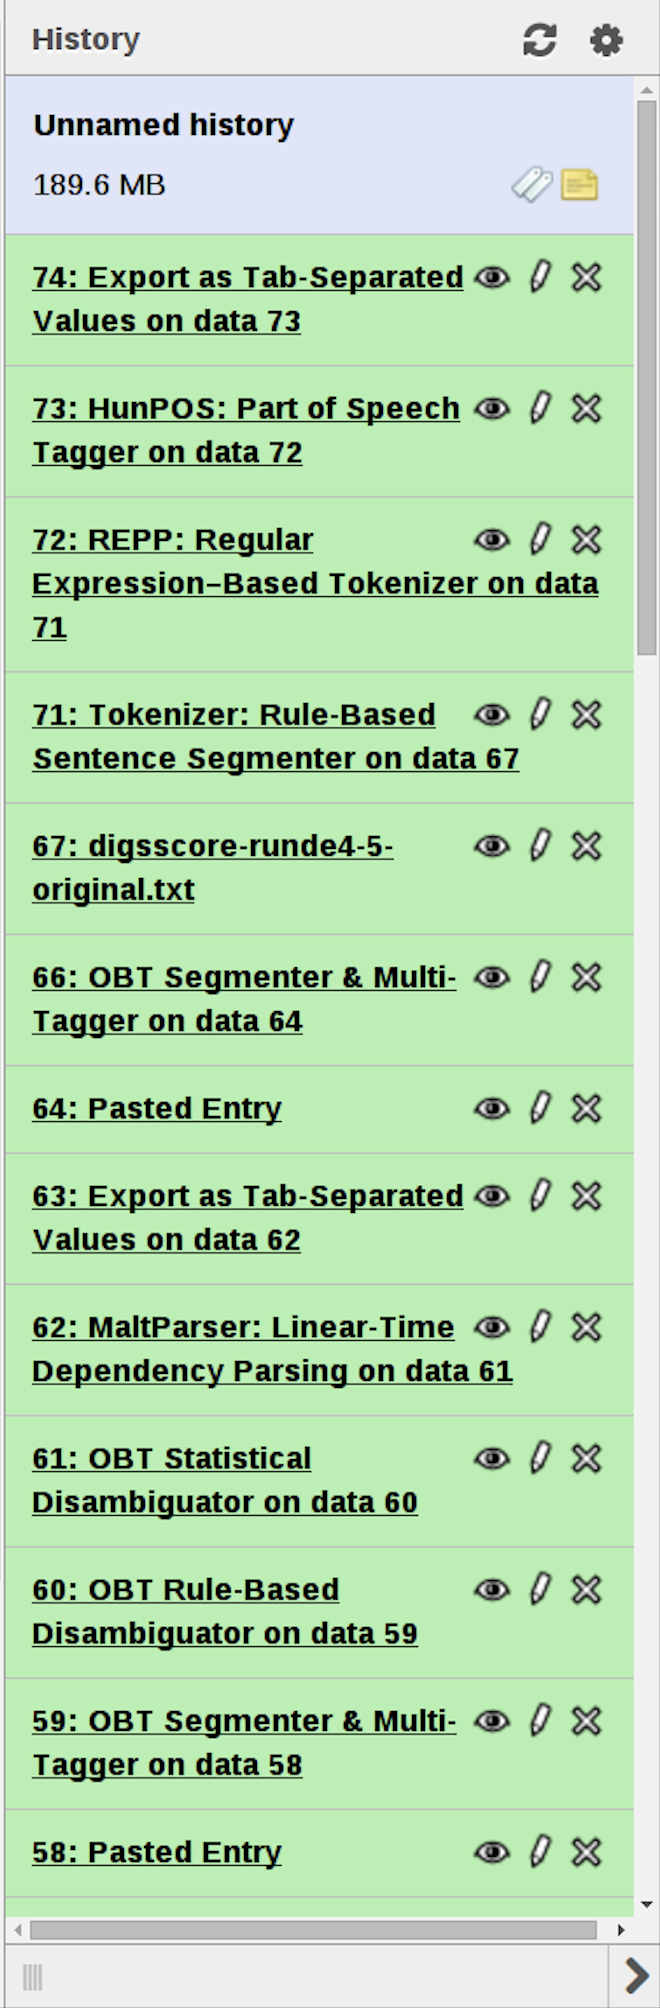 History
Unnamed history
189.6 MB
74: Export as Tab-Separated
Values on data 73
73: HunPOS: Part of Speech
Tagger on data 72
72: REPP: Regular
Expression–Based Tokenizer on data
71
71: Tokenizer: Rule-Based
Sentence Segmenter on data 67
67: digsscore-runde4-5-
original.txt
66: OBT Segmenter & Multi-
Tagger on data 64
64: Pasted Entry
63: Export as Tab-Separated
Values on data 62
62: MaltParser: Linear-Time
Dependency Parsing on data 61
61: OBT Statistical
Disambiguator on data 60
60: OBT Rule-Based
Disambiguator on data 59
59: OBT Segmenter & Multi-
Tagger on data 58
58: Pasted Entry